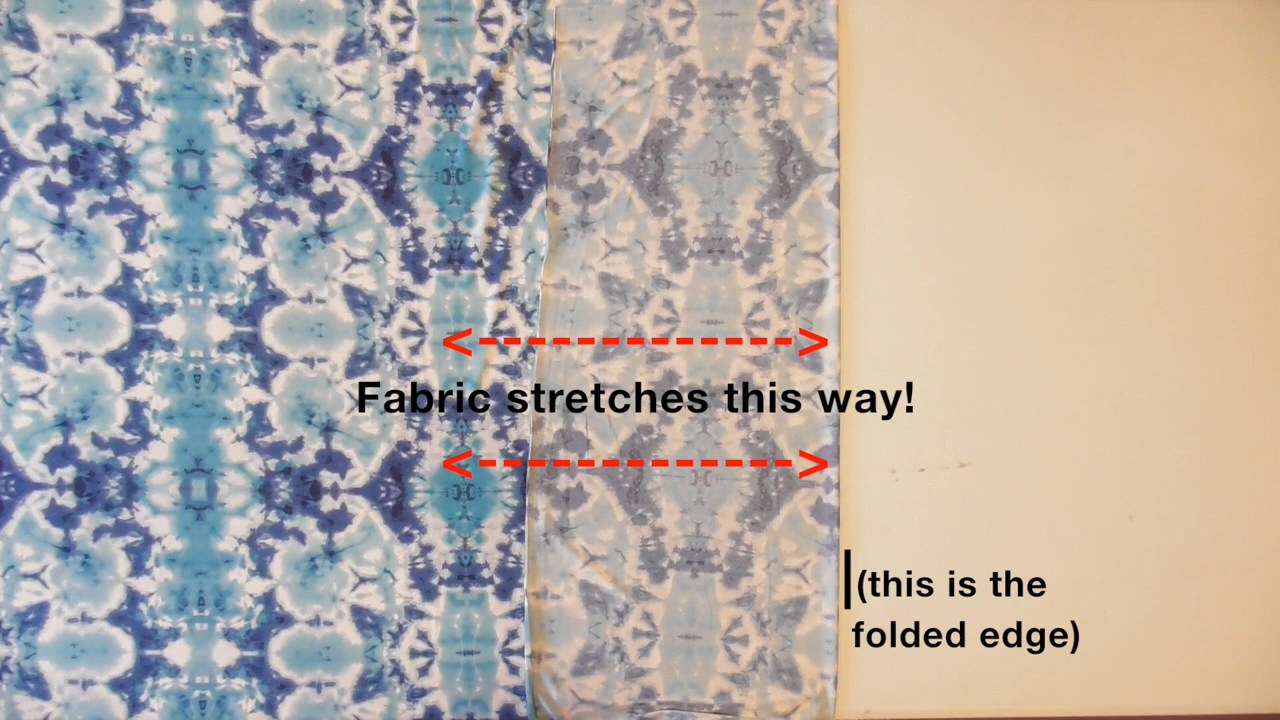 <-------------->
Fabric stretches this way!
<-------------->
|(this is the
folded edge)